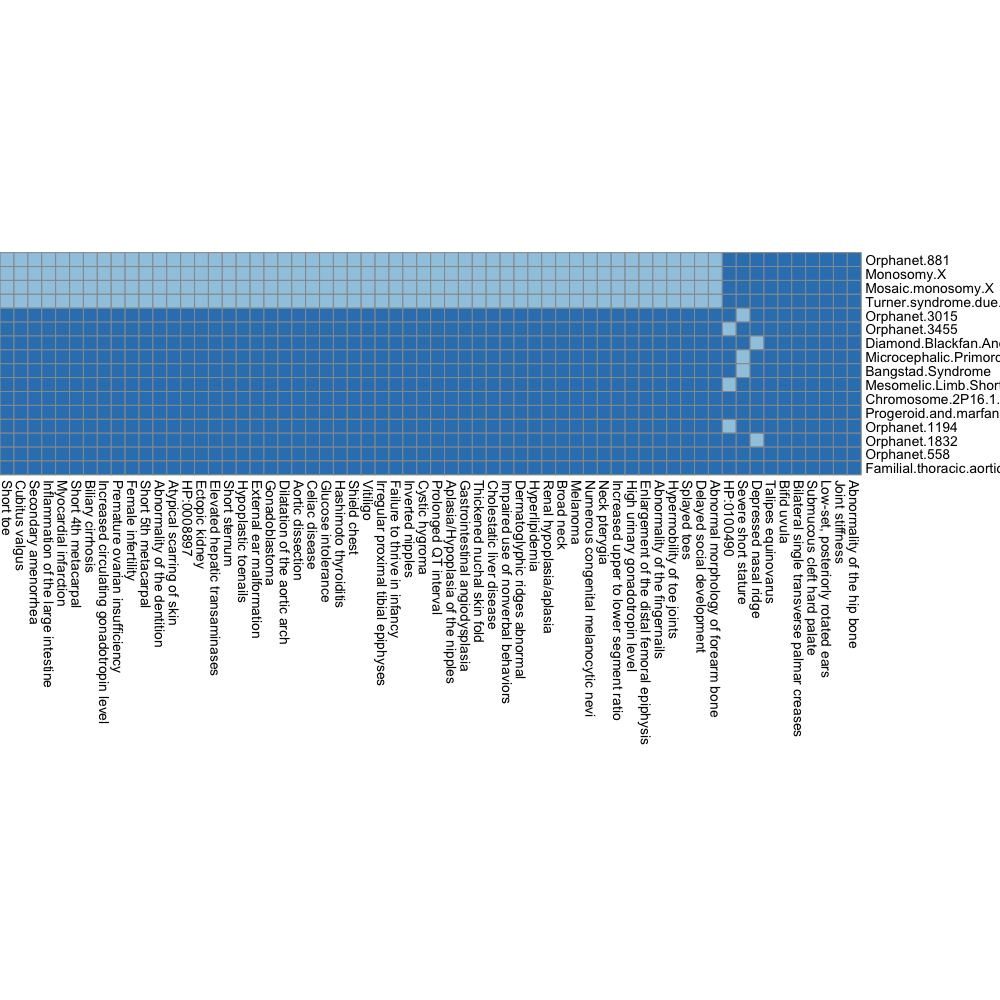 Orphanet.881
Monosomy.X
Mosaic.monosomy.X
Turner.syndrome.due.
Orphanet.3015
Orphanet.3455
Diamond.Blackfan.An
Microcephalic.Primord
Bangstad.Syndrome
Mesomelic.Limb.Short
Chromosome.2P16.1.
Progeroid.and.marfan
Orphanet.1194
Orphanet.1832
Orphanet.558
Familial.thoracic.aortic
Short toe
Cubitus valgus
Secondary amenorrhea
Inflammation of the large intestine
Myocardial infarction
Short 4th metacarpal
Biliary cirrhosis
Increased circulating gonadotropin level
Premature ovarian insufficiency
Female infertility
Short 5th metacarpal
Abnormality of the dentition
Atypical scarring of skin
HP:0008897
Ectopic kidney
Elevated hepatic transaminases
Short sternum
Hypoplastic toenails
External ear malformation
Gonadoblastoma
Dilatation of the aortic arch
Aortic dissection
Celiac disease
Glucose intolerance
Hashimoto thyroiditis
Shield chest
Vitiligo
Irregular proximal tibial epiphyses
Failure to thrive in infancy
Inverted nipples
Cystic hygroma
Prolonged QT interval
Aplasia/Hypoplasia of the nipples
Gastrointestinal angiodysplasia
Thickened nuchal skin fold
Cholestatic liver disease
Impaired use of nonverbal behaviors
Dermatoglyphic ridges abnormal
Hyperlipidemia
Renal hypoplasia/aplasia
Broad neck
Melanoma
Numerous congenital melanocytic nevi
Neck pterygia
Increased upper to lower segment ratio
High urinary gonadotropin level
Enlargement of the distal femoral epiphysis
Abnormality of the fingernails
Hypermobility of toe joints
Splayed toes
Delayed social development
Abnormal morphology of forearm bone
HP:0100490
Severe short stature
Depressed nasal ridge
Talipes equinovarus
Bifid uvula
Bilateral single transverse palmar creases
Submucous cleft hard palate
Low-set, posteriorly rotated ears
Joint stiffness
Abnormality of the hip bone